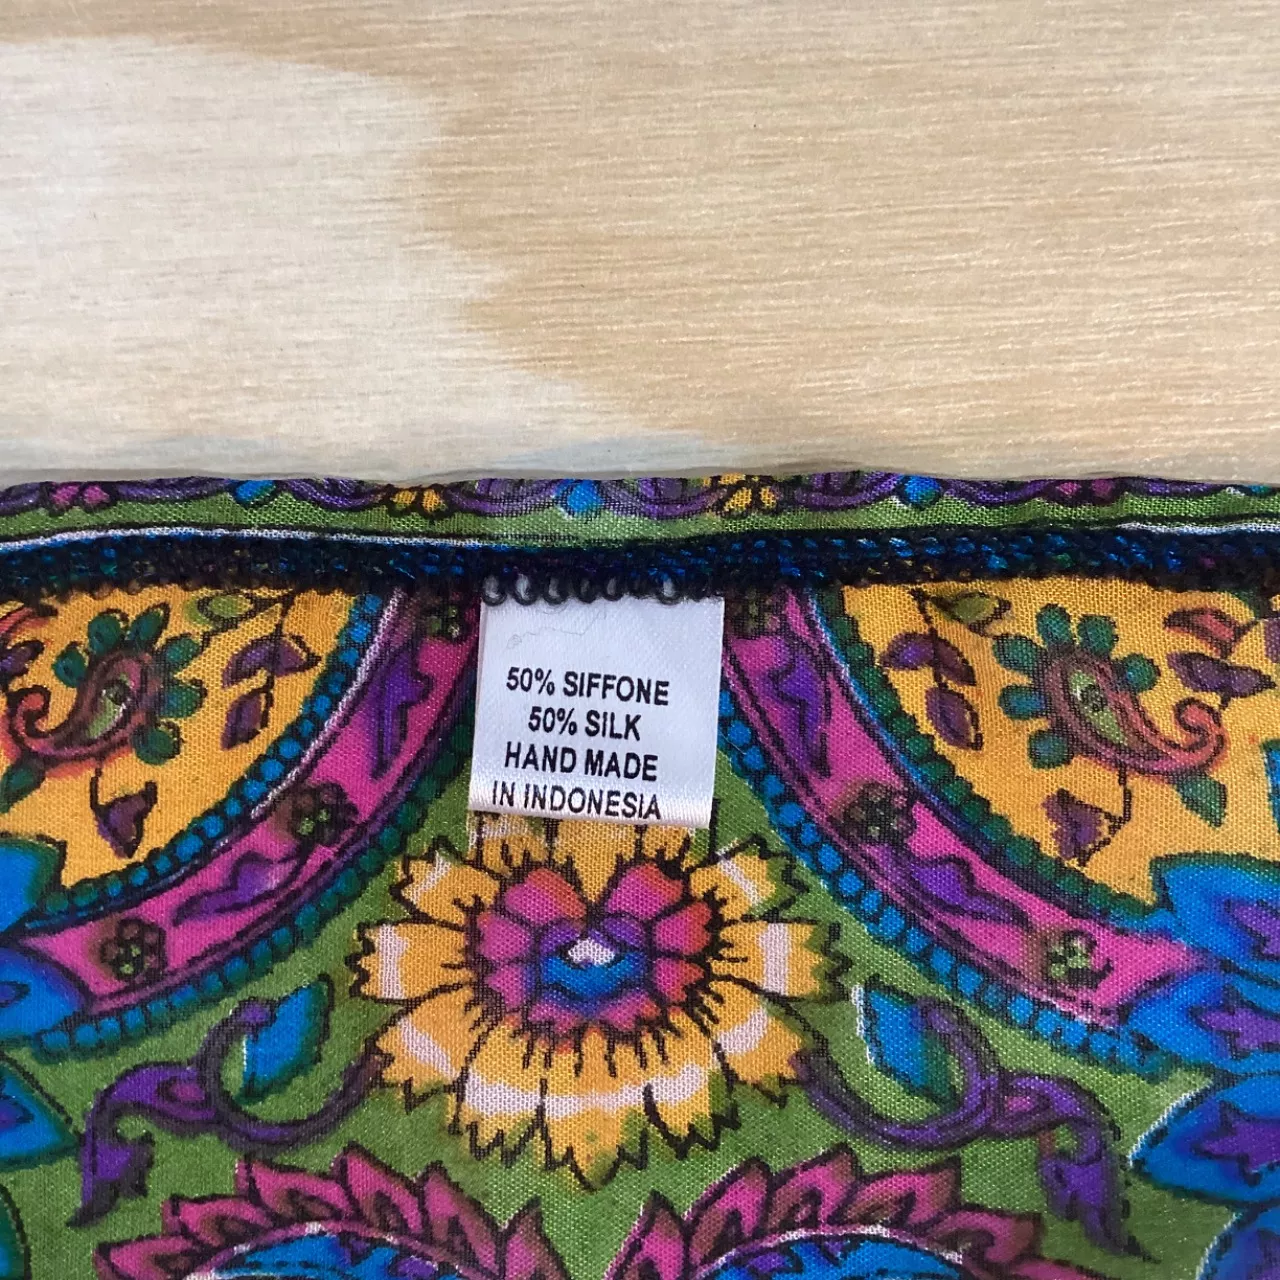 50% SIFFONE
50% SILK
HAND MADE
IN INDONESIA